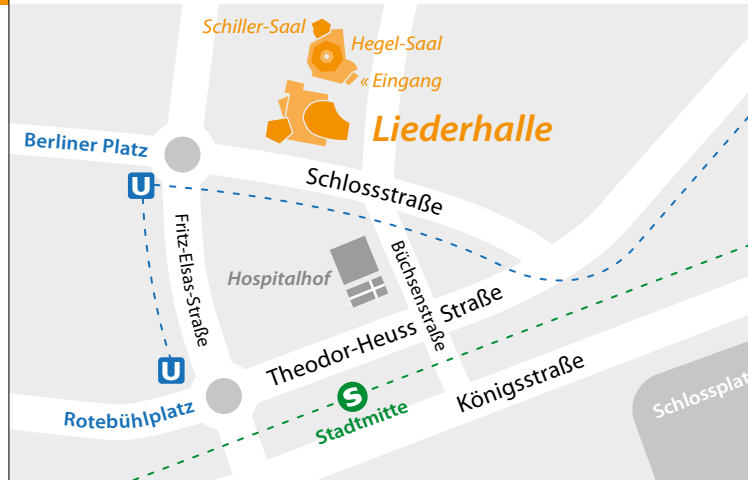 Schiller-Saal
Hegel-Saal
« Eingang
Liederhalle
Berliner Platz
U
Schlossstraße
Fritz-Elsas-Straße
Hospitalhof
Büchsenstraße
Theodor-Heuss Straße
U
Rotebühlplatz
S
Stadtmitte
Königsstraße
Schlossplat